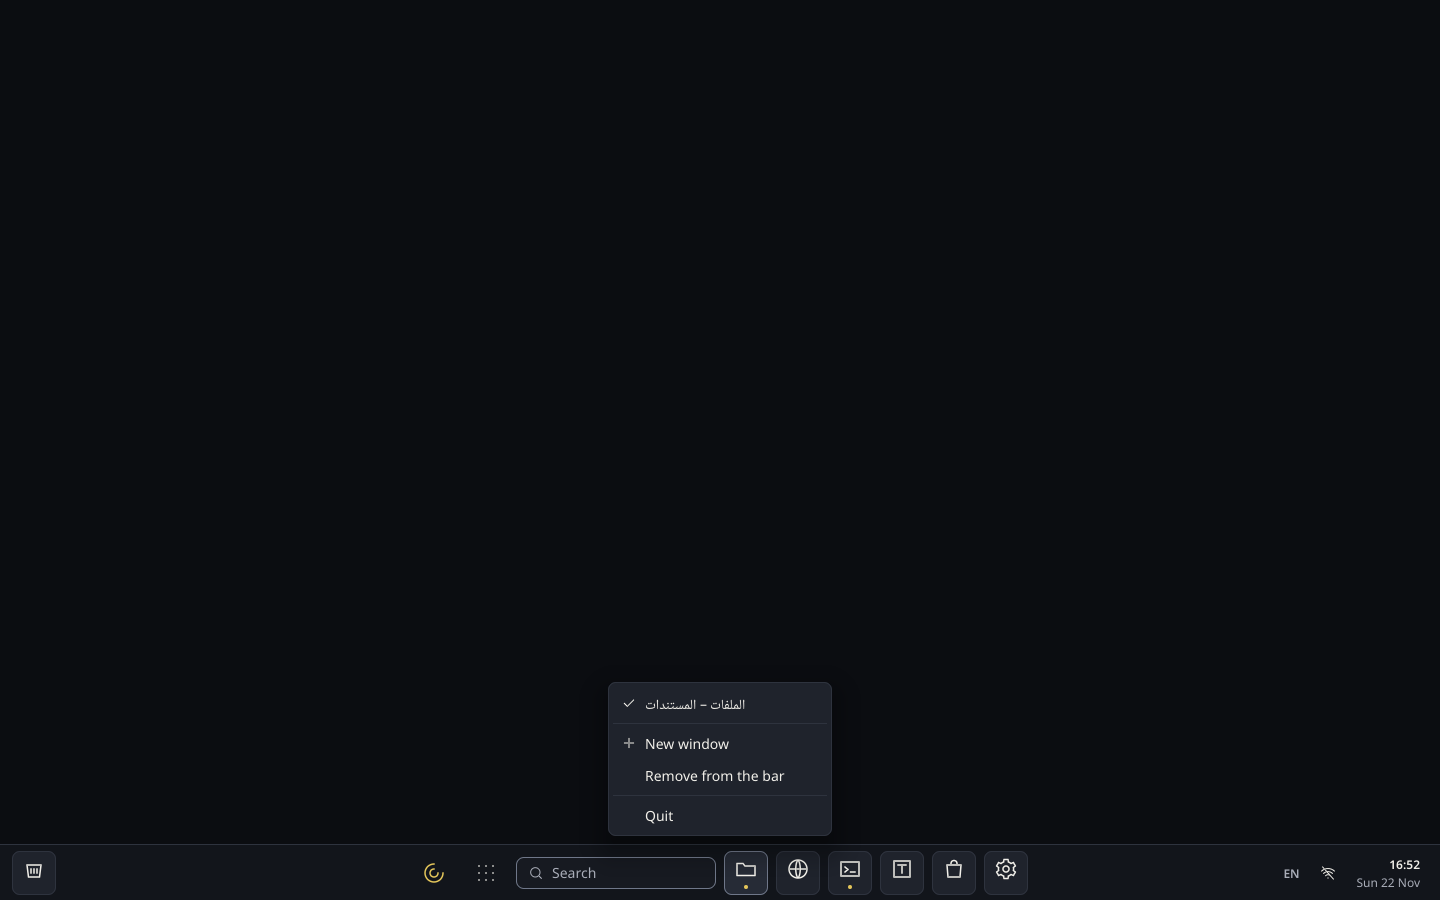 الملفات – المستندات
New window
Remove from the bar
Quit
Search
EN
16:52
Sun 22 Nov